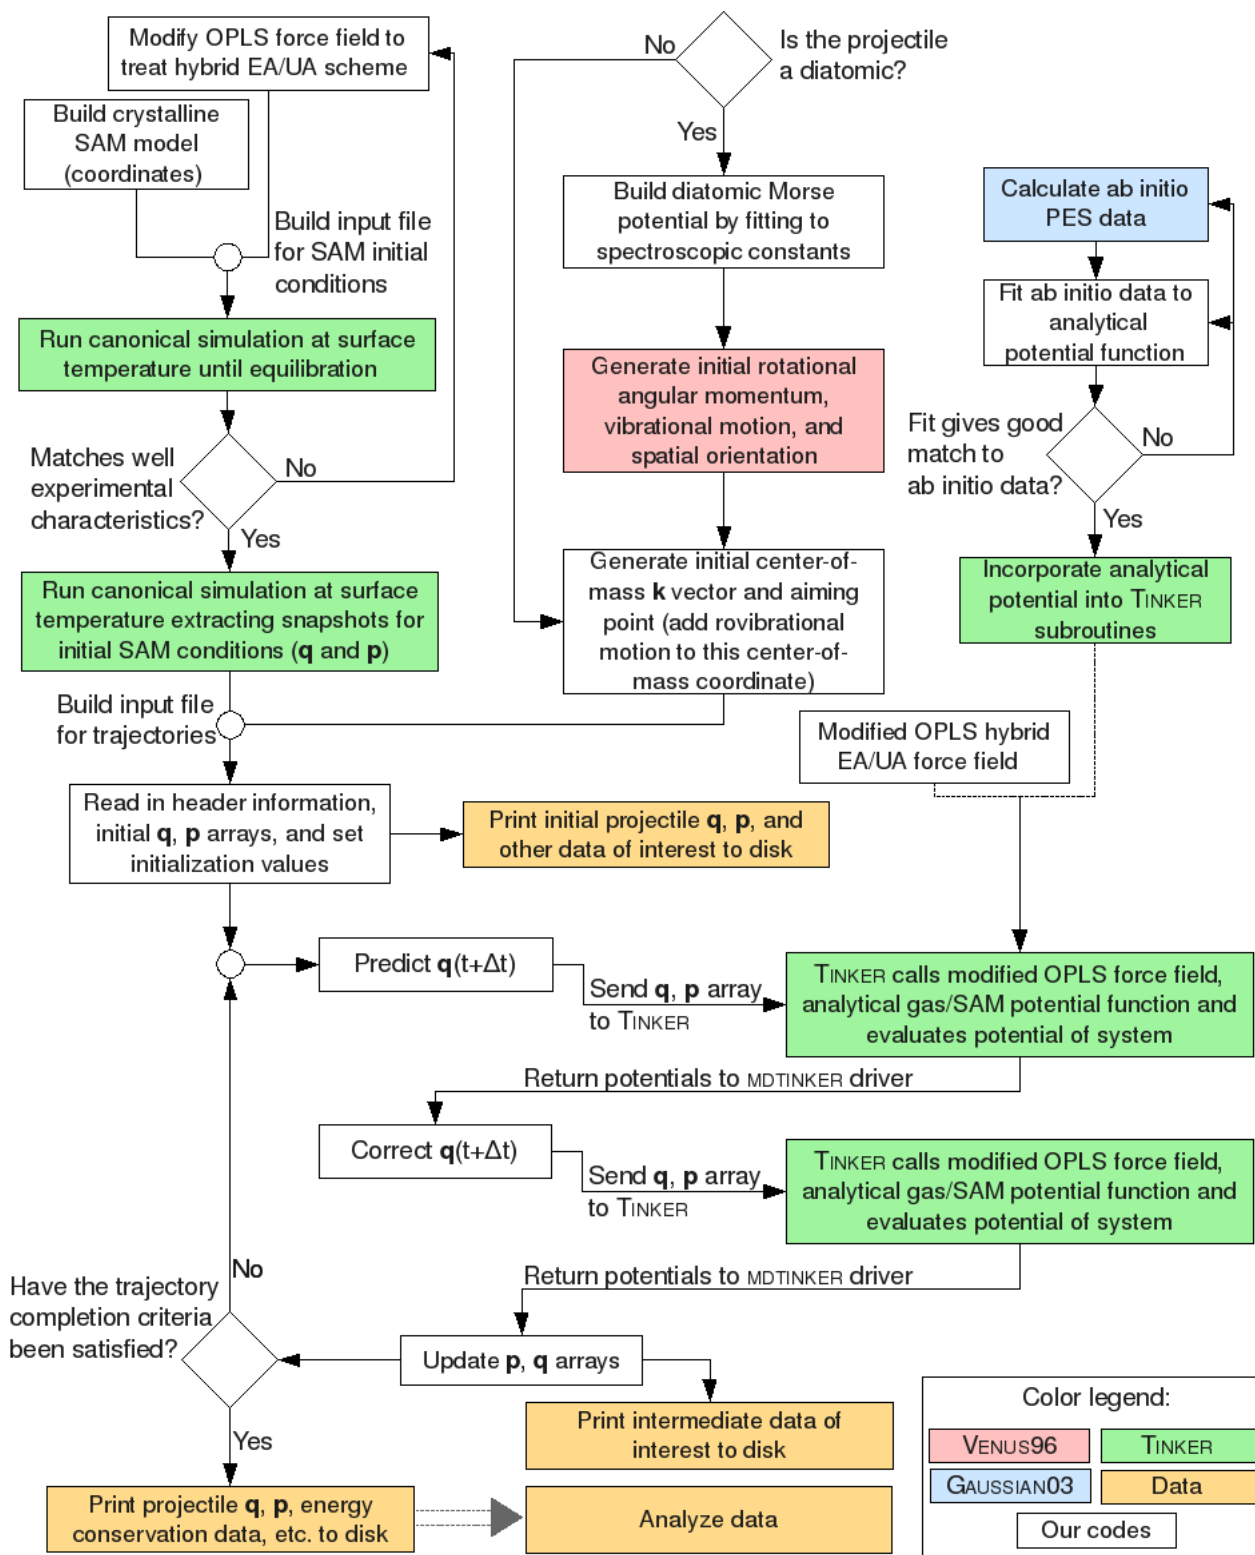 Modify OPLS force field to
treat hybrid EA/UA scheme
Build crystalline
SAM model
(coordinates)
Build input file
for SAM initial
conditions
Run canonical simulation at surface
temperature until equilibration
Matches well
experimental
characteristics?
No
Yes
Run canonical simulation at surface
temperature extracting snapshots for
initial SAM conditions (q and p)
Build input file
for trajectories
Is the projectile
a diatomic?
No
Yes
Build diatomic Morse
potential by fitting to
spectroscopic constants
Generate initial rotational
angular momentum,
vibrational motion, and
spatial orientation
Generate initial center-of-
mass k vector and aiming
point (add rovibrational
motion to this center-of-
mass coordinate)
Calculate ab initio
PES data
Fit ab initio data to
analytical
potential function
Fit gives good
match to
ab initio data?
No
Yes
Incorporate analytical
potential into TINKER
subroutines
Modified OPLS hybrid
EA/UA force field
Read in header information,
initial q, p arrays, and set
initialization values
Print initial projectile q, p, and
other data of interest to disk
Predict q(t+Δt)
Send q, p array
to TINKER
TINKER calls modified OPLS force field,
analytical gas/SAM potential function and
evaluates potential of system
Return potentials to MDTINKER driver
Correct q(t+Δt)
Send q, p array
to TINKER
TINKER calls modified OPLS force field,
analytical gas/SAM potential function and
evaluates potential of system
Return potentials to MDTINKER driver
Update p, q arrays
Have the trajectory
completion criteria
been satisfied?
No
Yes
Print intermediate data of
interest to disk
Print projectile q, p, energy
conservation data, etc. to disk
Analyze data
Color legend:
VENUS96
TINKER
GAUSSIAN03
Data
Our codes